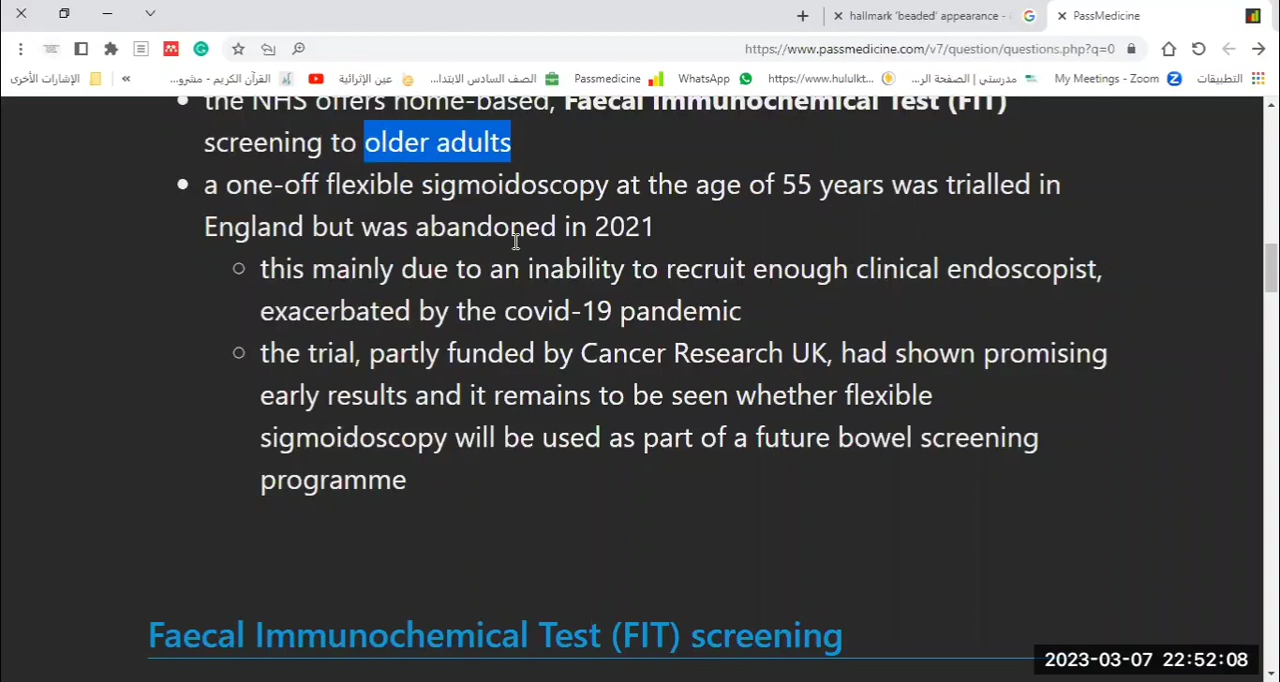 hallmark 'beaded' appearance -
PassMedicine
https://www.passmedicine.com/v7/question/questions.php?q=0
الإشارات الأخرى
«
القرآن الكريم - مشرو...
عين الإثرائية
الصف السادس الابتدا...
Passmedicine
WhatsApp
https://www.hululkt...
مدرستي | الصفحة الر...
My Meetings - Zoom
التطبيقات
the NHS offers home-based, Faecal Immunochemical Test (FIT)
screening to older adults
a one-off flexible sigmoidoscopy at the age of 55 years was trialled in
England but was abandoned in 2021
this mainly due to an inability to recruit enough clinical endoscopist,
exacerbated by the covid-19 pandemic
the trial, partly funded by Cancer Research UK, had shown promising
early results and it remains to be seen whether flexible
sigmoidoscopy will be used as part of a future bowel screening
programme
Faecal Immunochemical Test (FIT) screening
2023-03-07 22:52:08